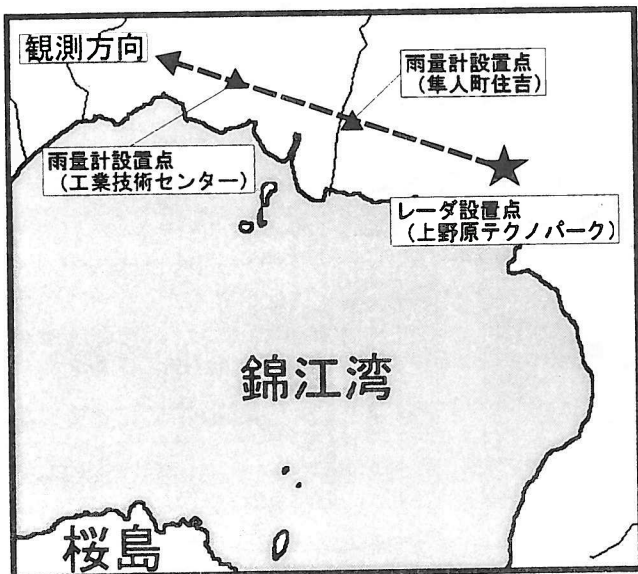 観測方向
雨量計設置点
(隼人町住吉)
雨量計設置点
(工業技術センター)
レーダ設置点
(上野原テクノパーク)
錦江湾
桜島